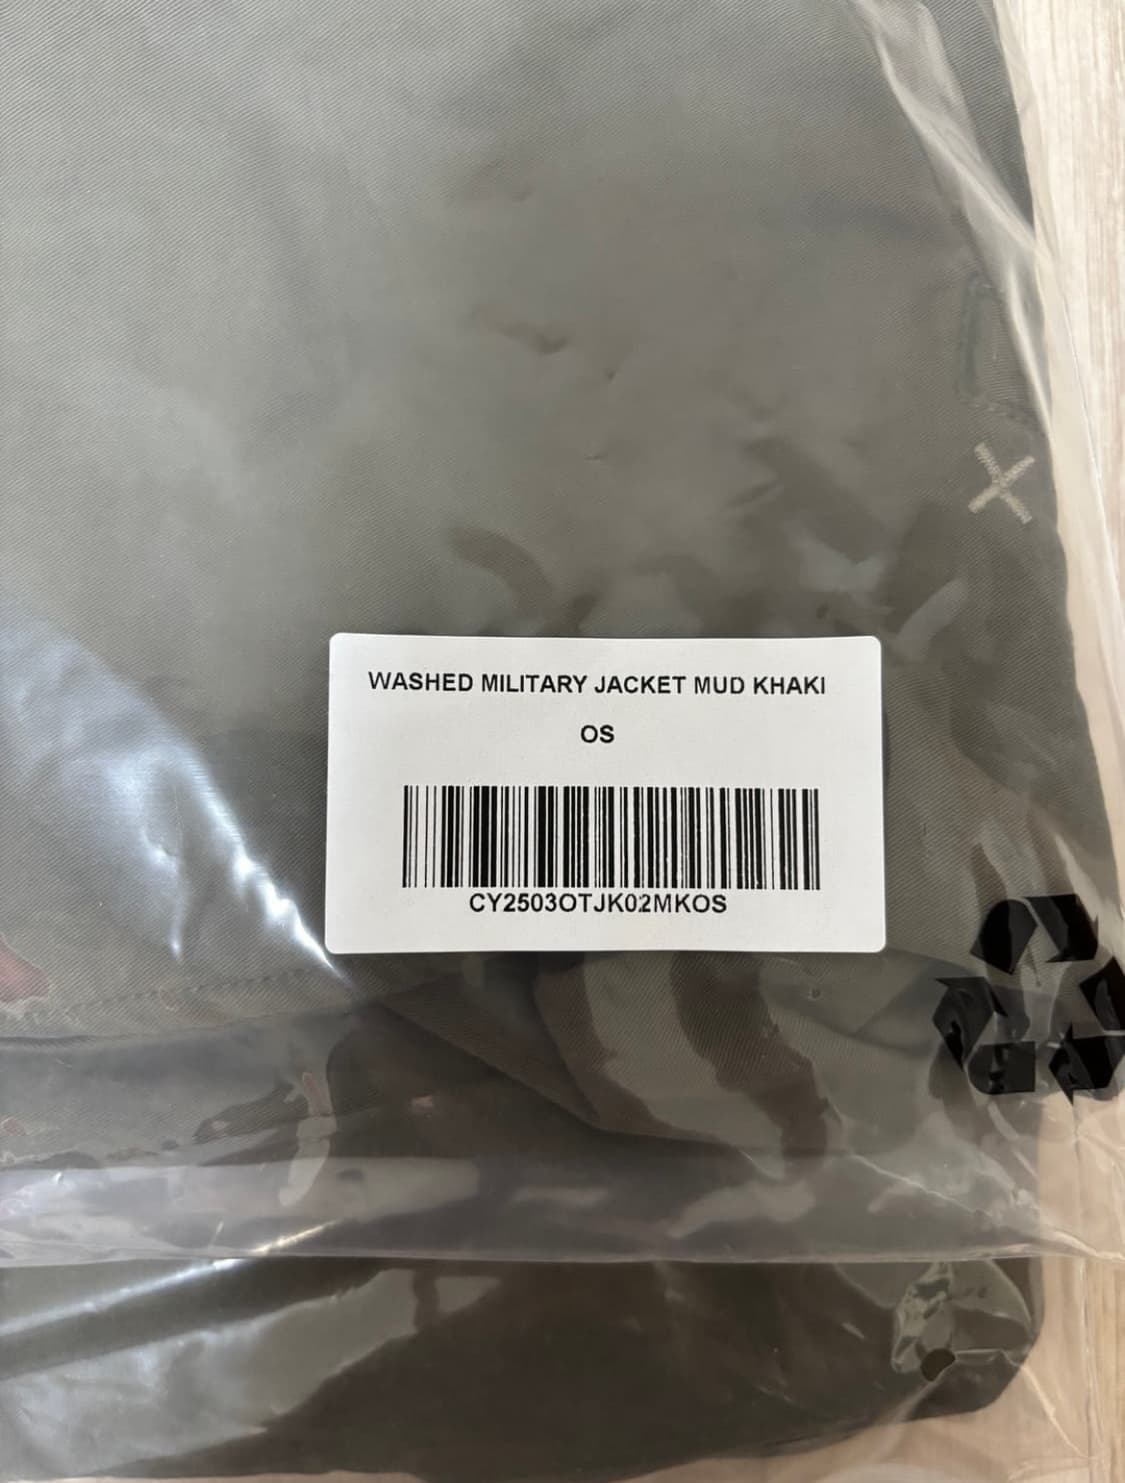 WASHED MILITARY JACKET MUD KHAKI
OS
CY2503OTJK02MKOS